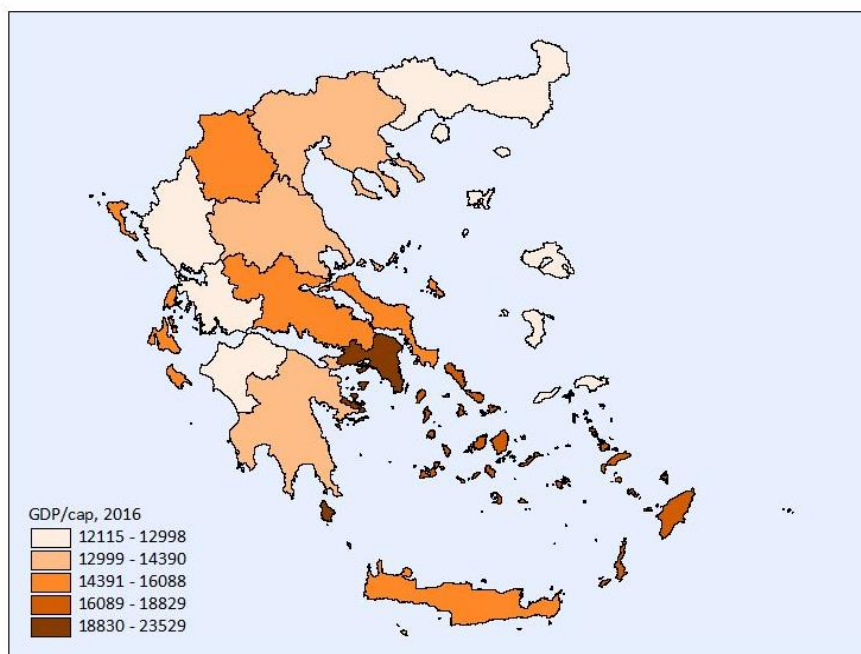 GDP/cap, 2016
12115 - 12998
12999 - 14390
14391 - 16088
16089 - 18829
18830 - 23529